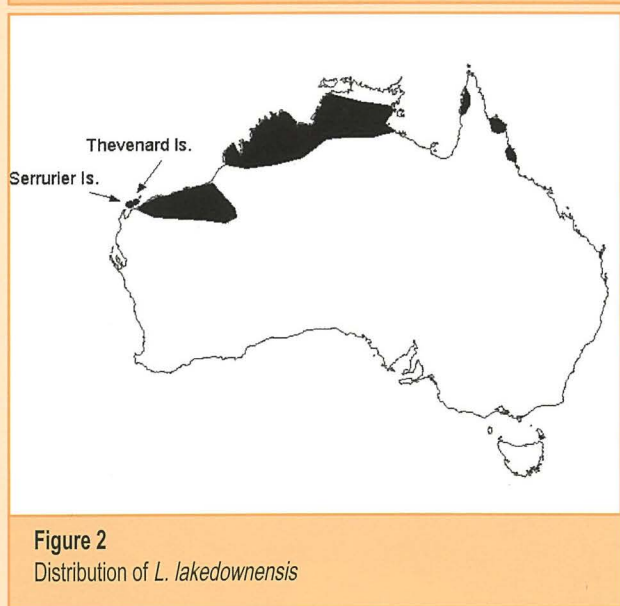 Thevenard Is.
Serrurier Is.
Figure 2
Distribution of L. lakedownensis